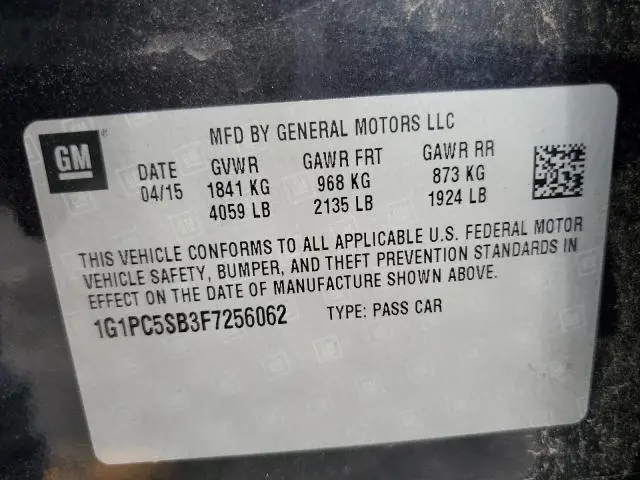 GM
MFD BY GENERAL MOTORS LLC
DATE GVWR GAWR FRT GAWR RR
04/15 1841 KG 968 KG 873 KG
4059 LB 2135 LB 1924 LB
THIS VEHICLE CONFORMS TO ALL APPLICABLE U.S. FEDERAL MOTOR
VEHICLE SAFETY, BUMPER, AND THEFT PREVENTION STANDARDS IN
EFFECT ON THE DATE OF MANUFACTURE SHOWN ABOVE.
1G1PC5SB3F7256062 TYPE: PASS CAR